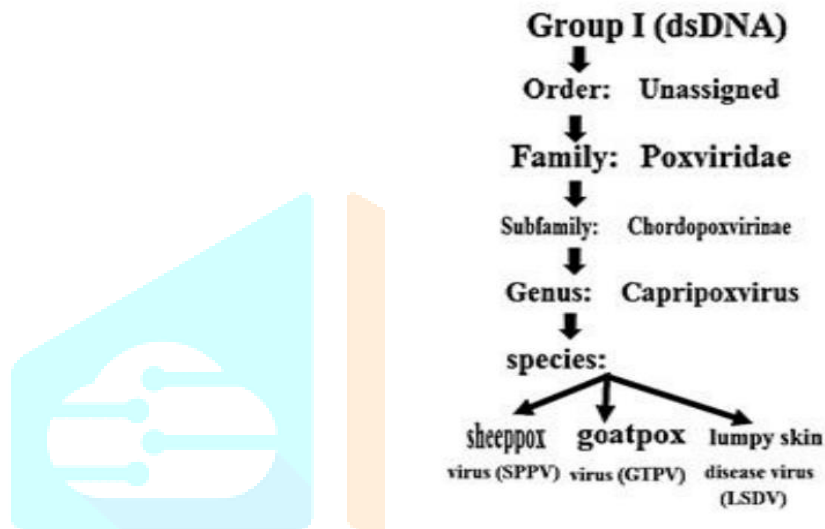 Group I (dsDNA)
Order: Unassigned
Family: Poxviridae
Subfamily: Chordopoxvirinae
Genus: Capripoxvirus
species:
sheeppox goatpox lumpy skin
virus (SPPV) virus (GTPV) disease virus
(LSDV)